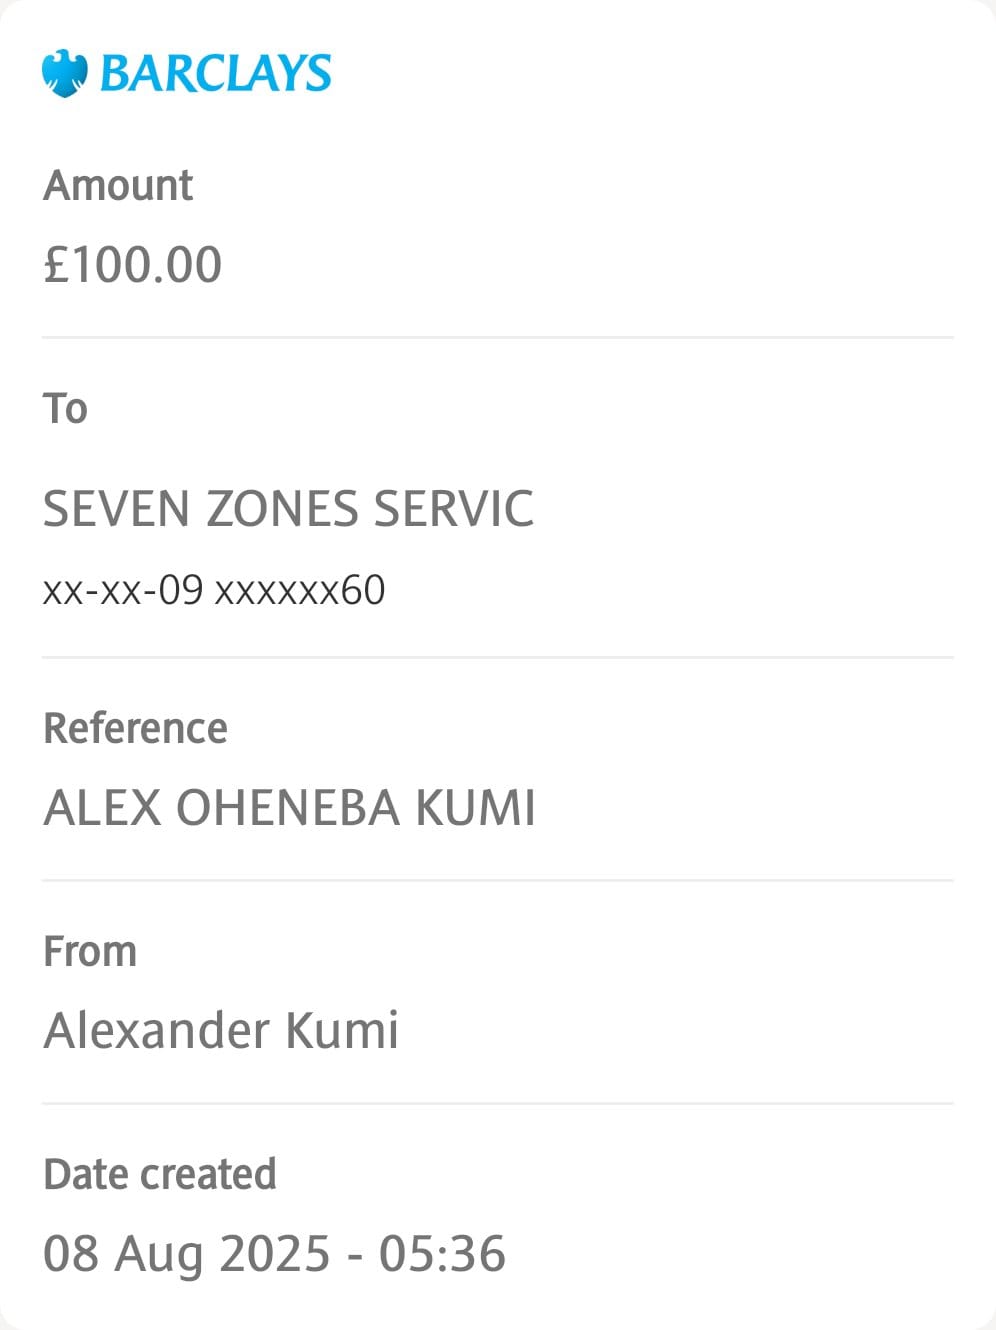 BARCLAYS
Amount
£100.00
To
SEVEN ZONES SERVIC
xx-xx-09 xxxxxx60
Reference
ALEX OHENEBA KUMI
From
Alexander Kumi
Date created
08 Aug 2025 - 05:36